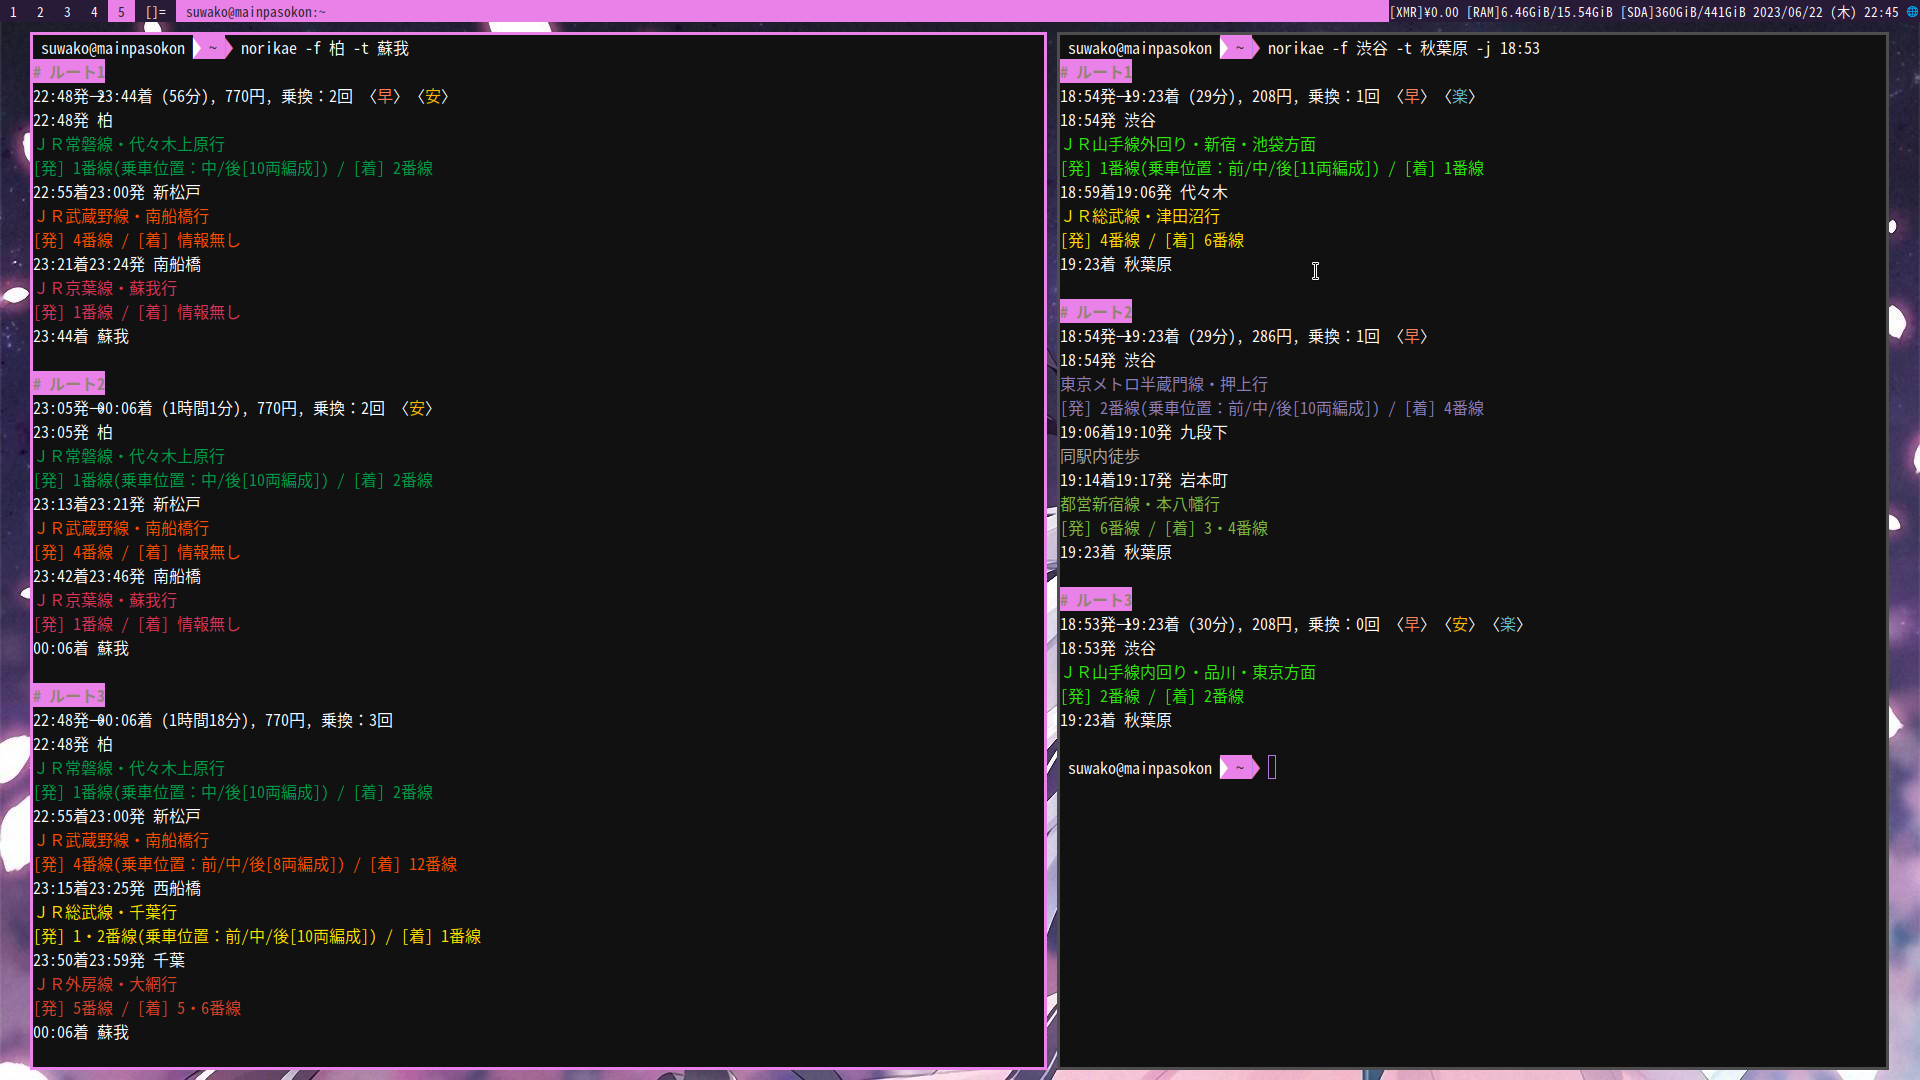 1 2 3 4 5 []= suwako@mainpasokon:~ [XMR]¥0.00 [RAM]6.46GiB/15.54GiB [SDA]360GiB/441GiB 2023/06/22 (木) 22:45
suwako@mainpasokon ~ norikae -f 柏 -t 蘇我
# ルート1
22:48発→23:44着 (56分), 770円, 乗換：2回 〈早〉〈安〉
22:48発 柏
ＪＲ常磐線・代々木上原行
[発] 1番線(乗車位置：中/後[10両編成]) / [着] 2番線
22:55着23:00発 新松戸
ＪＲ武蔵野線・南船橋行
[発] 4番線 / [着] 情報無し
23:21着23:24発 南船橋
ＪＲ京葉線・蘇我行
[発] 1番線 / [着] 情報無し
23:44着 蘇我
# ルート2
23:05発→00:06着 (1時間1分), 770円, 乗換：2回 〈安〉
23:05発 柏
ＪＲ常磐線・代々木上原行
[発] 1番線(乗車位置：中/後[10両編成]) / [着] 2番線
23:13着23:21発 新松戸
ＪＲ武蔵野線・南船橋行
[発] 4番線 / [着] 情報無し
23:42着23:46発 南船橋
ＪＲ京葉線・蘇我行
[発] 1番線 / [着] 情報無し
00:06着 蘇我
# ルート3
22:48発→00:06着 (1時間18分), 770円, 乗換：3回
22:48発 柏
ＪＲ常磐線・代々木上原行
[発] 1番線(乗車位置：中/後[10両編成]) / [着] 2番線
22:55着23:00発 新松戸
ＪＲ武蔵野線・南船橋行
[発] 4番線(乗車位置：前/中/後[8両編成]) / [着] 12番線
23:15着23:25発 西船橋
ＪＲ総武線・千葉行
[発] 1・2番線(乗車位置：前/中/後[10両編成]) / [着] 1番線
23:50着23:59発 千葉
ＪＲ外房線・大網行
[発] 5番線 / [着] 5・6番線
00:06着 蘇我
suwako@mainpasokon ~ norikae -f 渋谷 -t 秋葉原 -j 18:53
# ルート1
18:54発→19:23着 (29分), 208円, 乗換：1回 〈早〉〈楽〉
18:54発 渋谷
ＪＲ山手線外回り・新宿・池袋方面
[発] 1番線(乗車位置：前/中/後[11両編成]) / [着] 1番線
18:59着19:06発 代々木
ＪＲ総武線・津田沼行
[発] 4番線 / [着] 6番線
19:23着 秋葉原
# ルート2
18:54発→19:23着 (29分), 286円, 乗換：1回 〈早〉
18:54発 渋谷
東京メトロ半蔵門線・押上行
[発] 2番線(乗車位置：前/中/後[10両編成]) / [着] 4番線
19:06着19:10発 九段下
同駅内徒歩
19:14着19:17発 岩本町
都営新宿線・本八幡行
[発] 6番線 / [着] 3・4番線
19:23着 秋葉原
# ルート3
18:53発→19:23着 (30分), 208円, 乗換：0回 〈早〉〈安〉〈楽〉
18:53発 渋谷
ＪＲ山手線内回り・品川・東京方面
[発] 2番線 / [着] 2番線
19:23着 秋葉原
suwako@mainpasokon ~